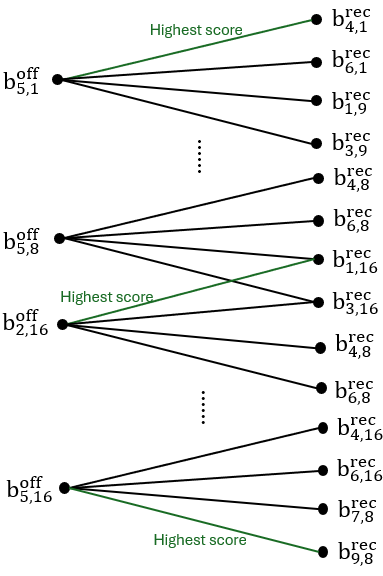 Highest score
b^off_5,1
b^rec_4,1
b^rec_6,1
b^rec_1,9
b^rec_3,9
b^off_5,8
b^rec_4,8
b^rec_6,8
b^rec_1,16
b^rec_3,16
Highest score
b^off_2,16
b^rec_4,8
b^rec_6,8
b^off_5,16
b^rec_4,16
b^rec_6,16
b^rec_7,8
b^rec_9,8
Highest score